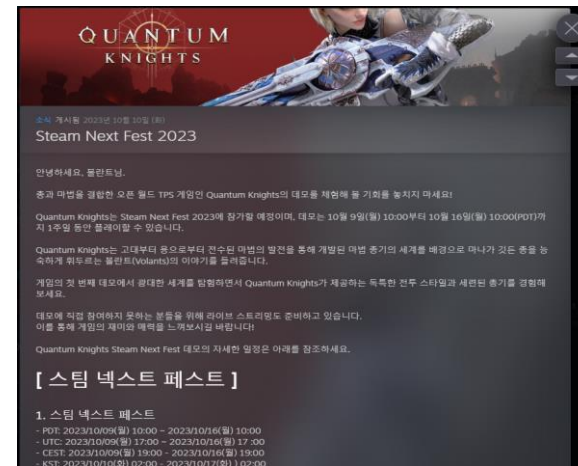 QUANTUM
KNIGHTS
소식 게시됨 2023년 10월 10일 (화)
Steam Next Fest 2023
안녕하세요, 볼란트님.
총과 마법을 결합한 오픈 월드 TPS 게임인 Quantum Knights의 데모를 체험해 볼 기회를 놓치지 마세요!
Quantum Knights는 Steam Next Fest 2023에 참가할 예정이며, 데모는 10월 9일(월) 10:00부터 10월 16일(월) 10:00(PDT)까
지 1주일 동안 플레이할 수 있습니다.
Quantum Knights는 고대부터 용으로부터 전수된 마법의 발전을 통해 개발된 마법 총기의 세계를 배경으로 마나가 깃든 총을 능
숙하게 휘두르는 볼란트(Volants)의 이야기를 들려줍니다.
게임의 첫 번째 데모에서 광대한 세계를 탐험하면서 Quantum Knights가 제공하는 독특한 전투 스타일과 세련된 총기를 경험해
보세요.
데모에 직접 참여하지 못하는 분들을 위해 라이브 스트리밍도 준비하고 있습니다.
이를 통해 게임의 재미와 매력을 느껴보시길 바랍니다!
Quantum Knights Steam Next Fest 데모의 자세한 일정은 아래를 참조하세요.
[ 스팀 넥스트 페스트 ]
1. 스팀 넥스트 페스트
- PDT: 2023/10/09(월) 10:00 ~ 2023/10/16(월) 10:00
- UTC: 2023/10/09(월) 17:00 ~ 2023/10/16(월) 17 :00
- CEST: 2023/10/09(월) 19:00 - 2023/10/16(월) 19:00
- KST: 2023/10/10(화) 02:00 - 2023/10/17(화) ) 02:00